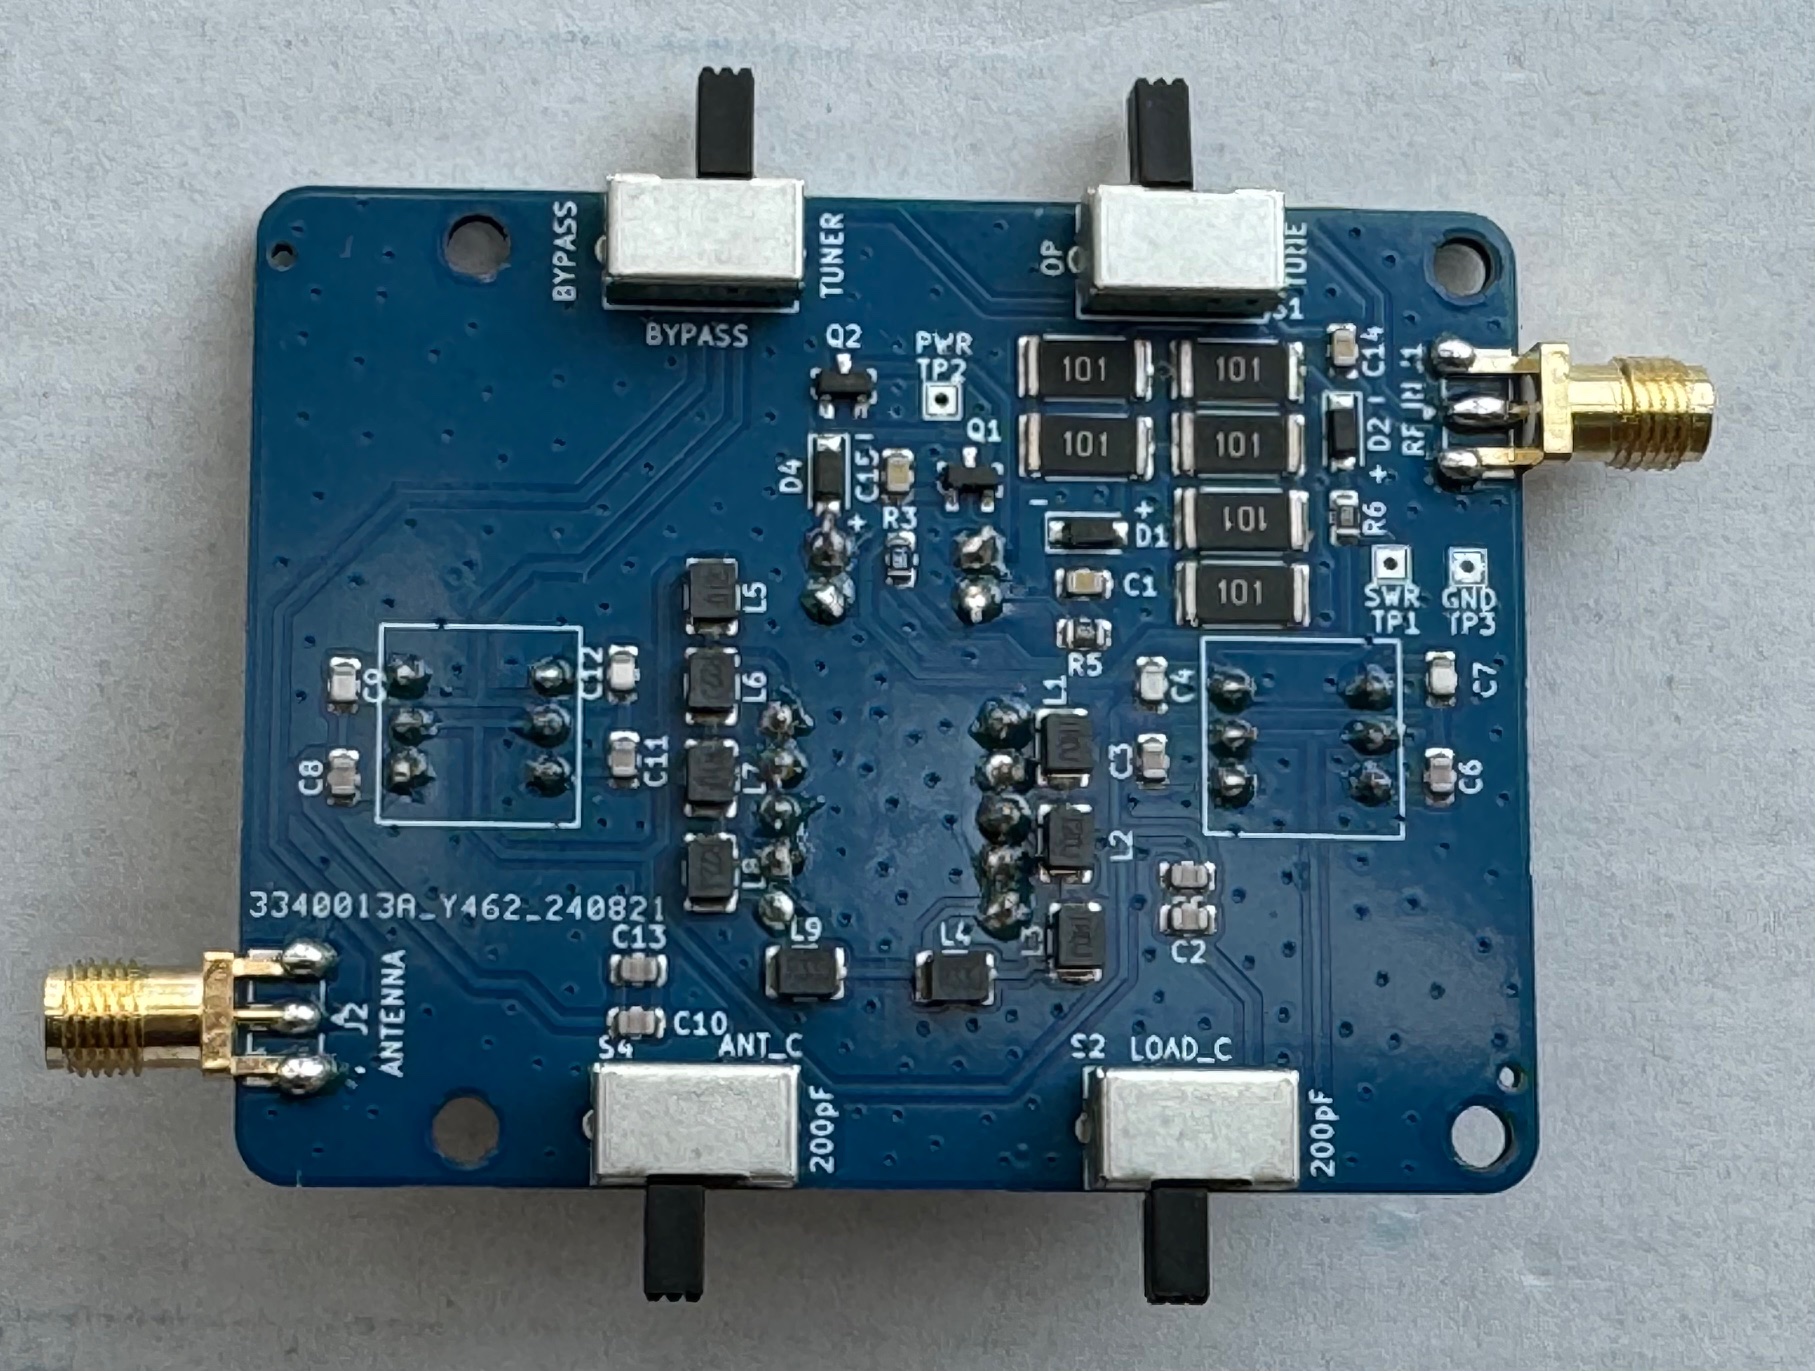 BYPASS
TUNER
BYPASS
OP
S1
Q2
PWR
TP2
101
101
C14
J1
RF_IN
Q1
101
101
- D2 +
D4
C15
R3
+
-
+
D1
101
R6
C1
101
SWR
TP1
GND
TP3
R5
L5
L6
L7
L8
C9
C12
C8
C11
L1
L2
L3
C4
C3
C7
C6
C2
3340013A_Y462_240821
C13
L9
L4
C10
J2
ANTENNA
S4
ANT_C
S2
LOAD_C
200pF
200pF